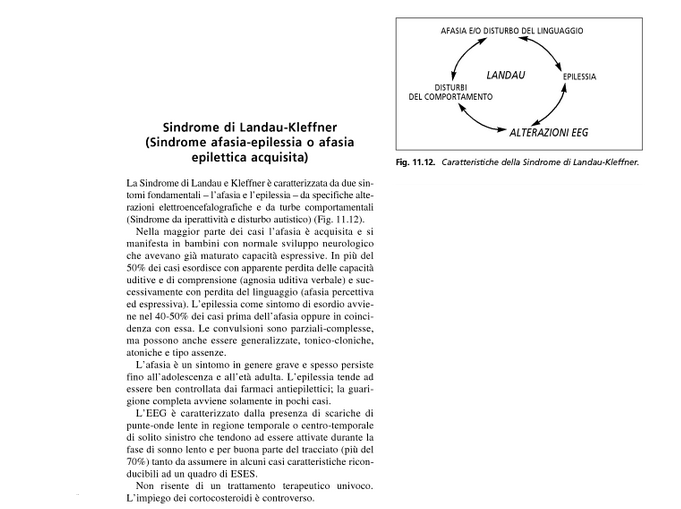 Sindrome di Landau-Kleffner
(Sindrome afasia-epilessia o afasia
epilettica acquisita)
La Sindrome di Landau e Kleffner è caratterizzata da due sin-
tomi fondamentali – l'afasia e l'epilessia – da specifiche alte-
razioni elettroencefalografiche e da turbe comportamentali
(Sindrome da iperattività e disturbo autistico) (Fig. 11.12).
Nella maggior parte dei casi l'afasia è acquisita e si
manifesta in bambini con normale sviluppo neurologico
che avevano già maturato capacità espressive. In più del
50% dei casi esordisce con apparente perdita delle capacità
uditive e di comprensione (agnosia uditiva verbale) e suc-
cessivamente con perdita del linguaggio (afasia percettiva
ed espressiva). L'epilessia come sintomo di esordio avvie-
ne nel 40-50% dei casi prima dell'afasia oppure in coinci-
denza con essa. Le convulsioni sono parziali-complesse,
ma possono anche essere generalizzate, tonico-cloniche,
atoniche e tipo assenze.
L'afasia è un sintomo in genere grave e spesso persiste
fino all'adolescenza e all'età adulta. L'epilessia tende ad
essere ben controllata dai farmaci antiepilettici; la guari-
gione completa avviene solamente in pochi casi.
L'EEG è caratterizzato dalla presenza di scariche di
punte-onde lente in regione temporale o centro-temporale
di solito sinistro che tendono ad essere attivate durante la
fase di sonno lento e per buona parte del tracciato (più del
70%) tanto da assumere in alcuni casi caratteristiche ricon-
ducibili ad un quadro di ESES.
Non risente di un trattamento terapeutico univoco.
L'impiego dei cortocosteroidi è controverso.
AFASIA E/O DISTURBO DEL LINGUAGGIO
LANDAU
EPILESSIA
DISTURBI
DEL COMPORTAMENTO
ALTERAZIONI EEG
Fig. 11.12. Caratteristiche della Sindrome di Landau-Kleffner.